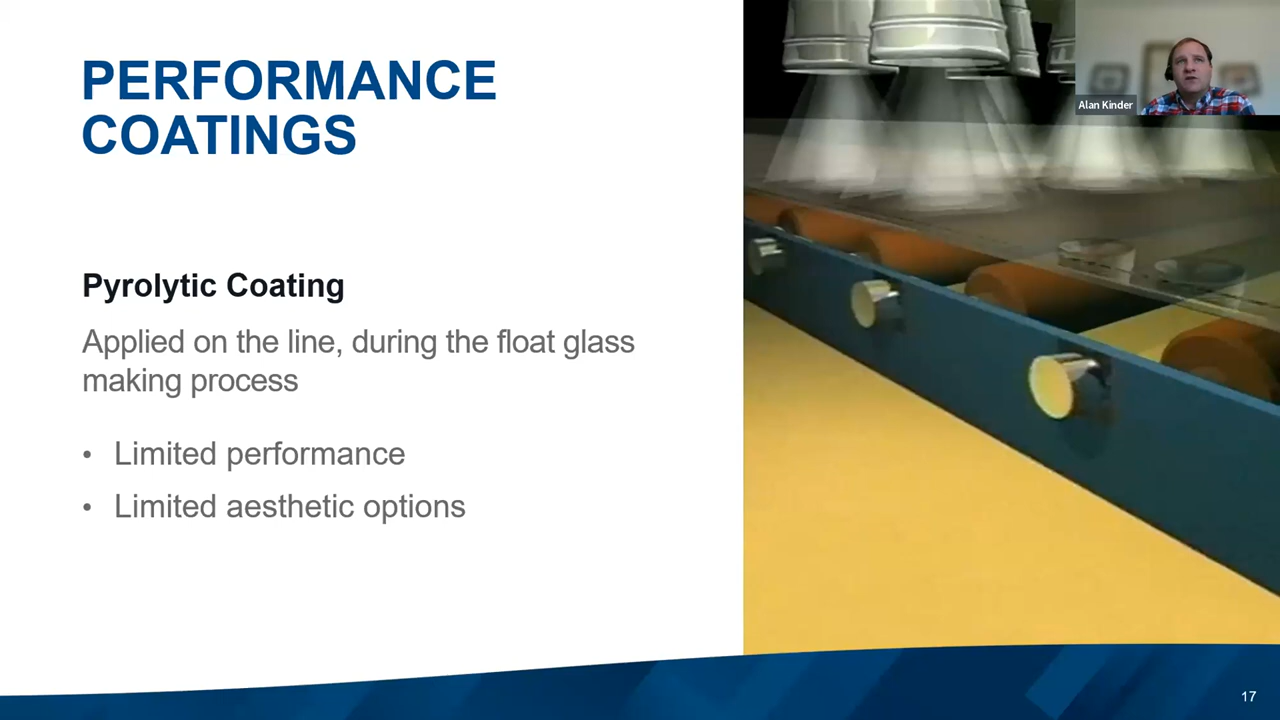 PERFORMANCE
COATINGS
Alan Kinder
Pyrolytic Coating
Applied on the line, during the float glass
making process
• Limited performance
• Limited aesthetic options
17